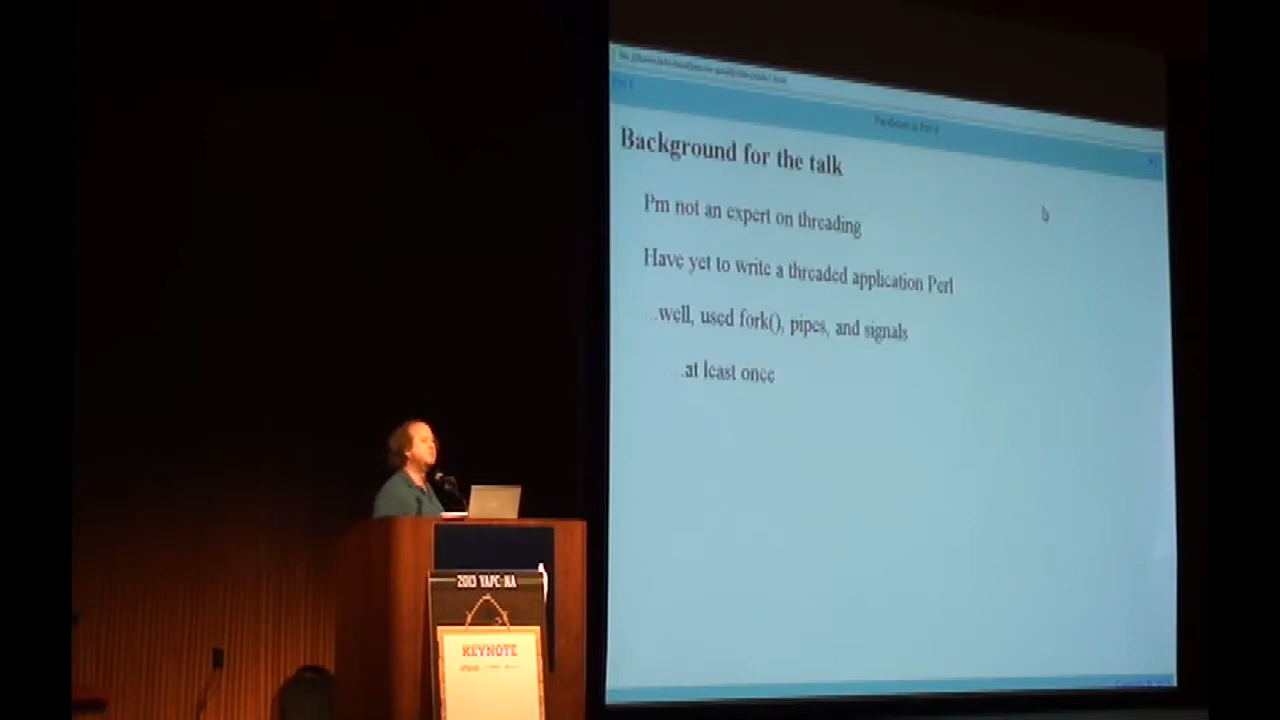 Background for the talk
I'm not an expert on threading
Have yet to write a threaded application Perl
...well, used fork(), pipes, and signals
...at least once
2013 YAPC::NA
KEYNOTE